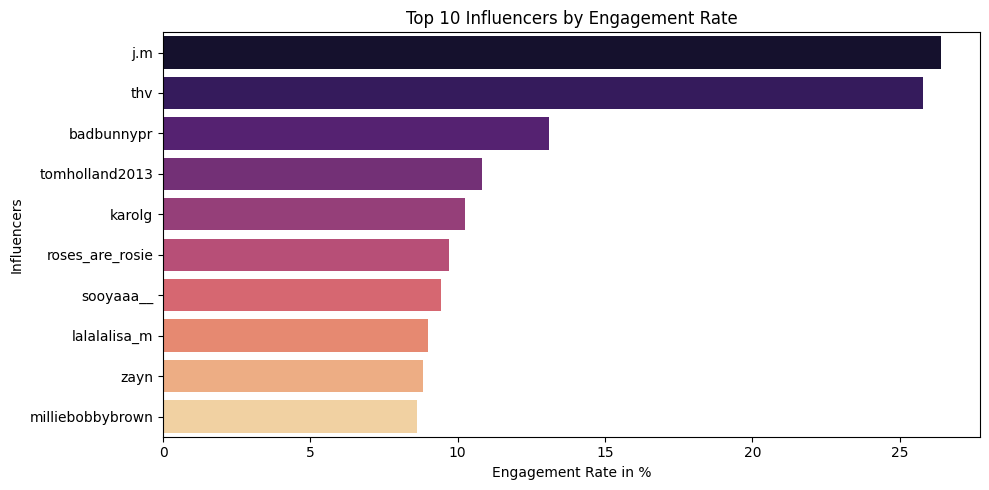 Top 10 Influencers by Engagement Rate
Influencers
j.m
thv
badbunnypr
tomholland2013
karolg
roses_are_rosie
sooyaaa__
lalalalisa_m
zayn
milliebobbybrown
0 5 10 15 20 25
Engagement Rate in %